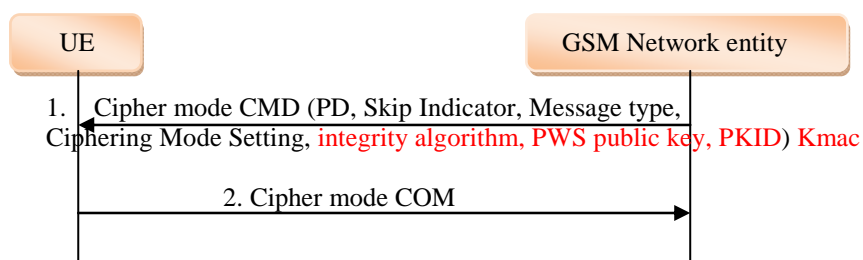 UE
GSM Network entity
1. Cipher mode CMD (PD, Skip Indicator, Message type,
Ciphering Mode Setting, integrity algorithm, PWS public key, PKID) Kmac
2. Cipher mode COM